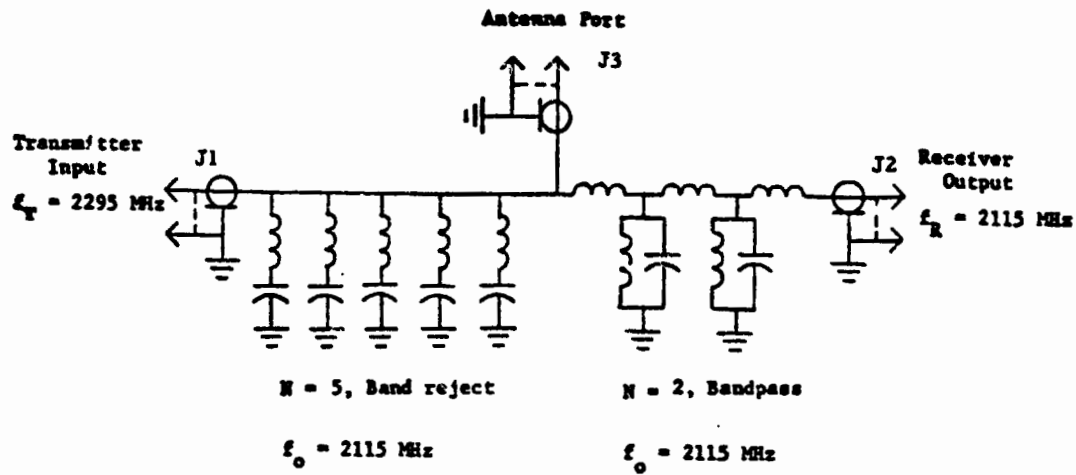 Antenna Port
J3
Transmitter
Input
J1
f_T = 2295 MHz
J2
Receiver
Output
f_R = 2115 MHz
N = 5, Band reject
f_o = 2115 MHz
N = 2, Bandpass
f_o = 2115 MHz